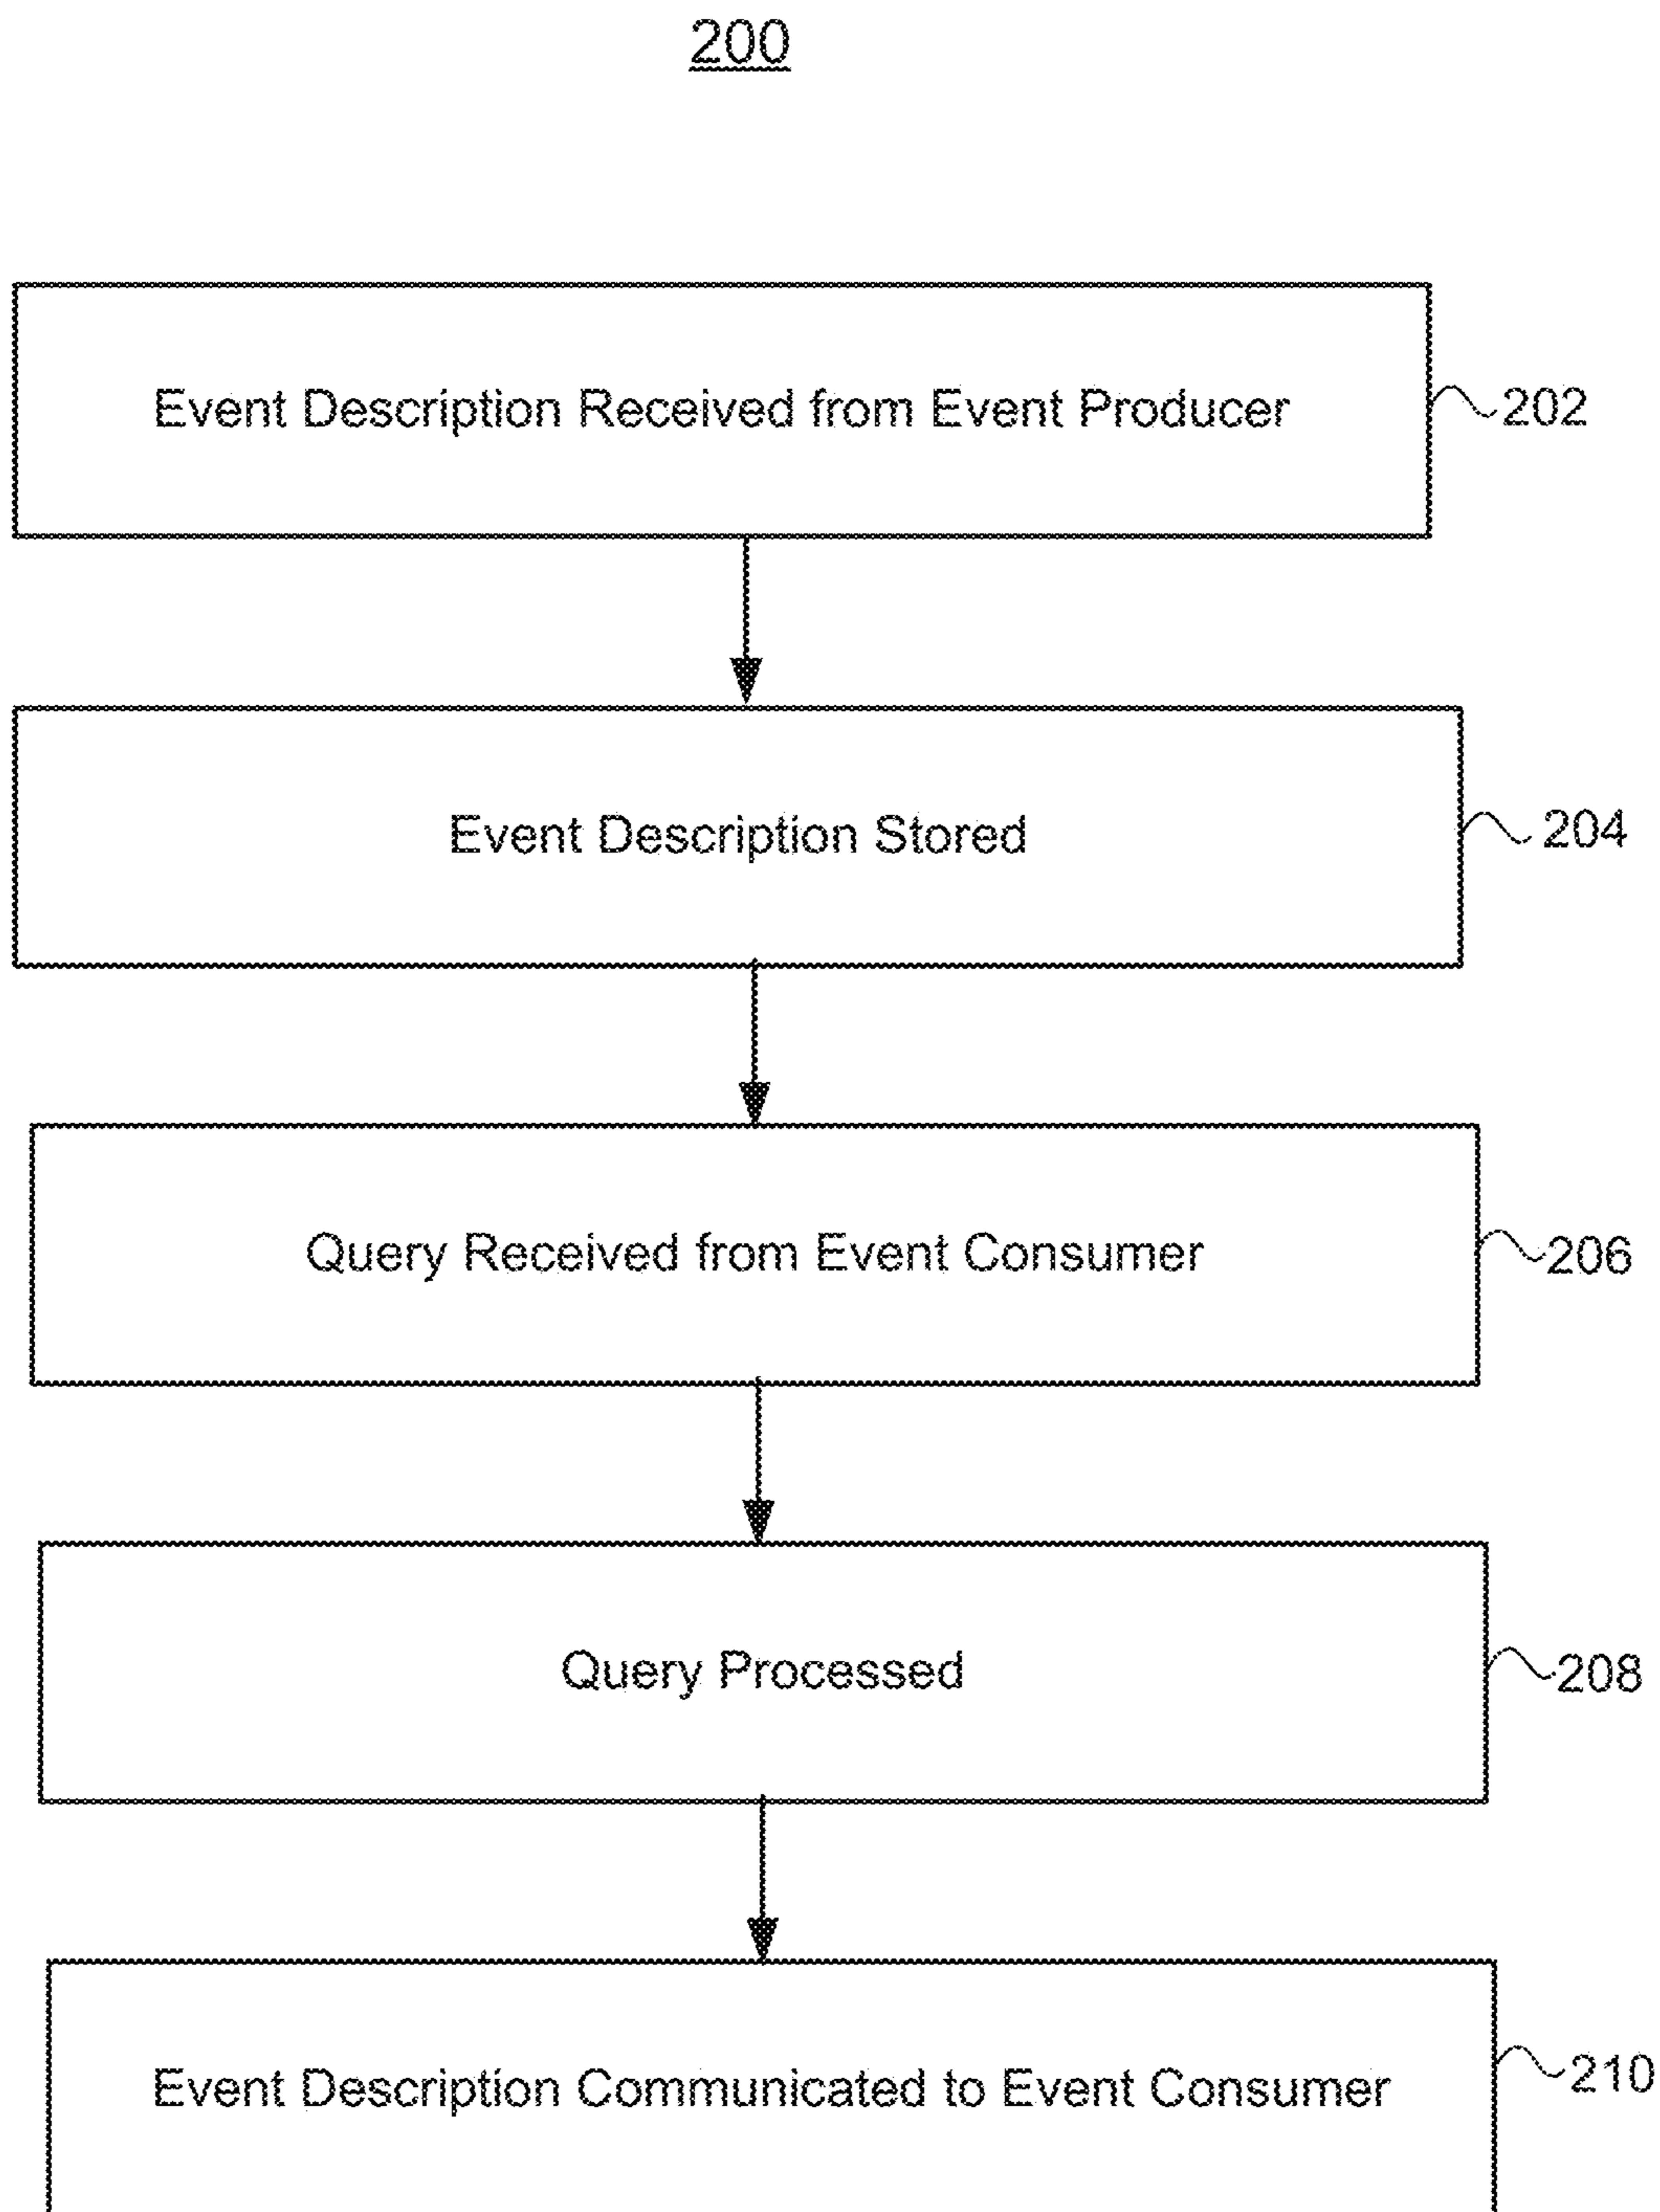 200
Event Description Received from Event Producer
202
Event Description Stored
204
Query Received from Event Consumer
206
Query Processed
208
Event Description Communicated to Event Consumer
210